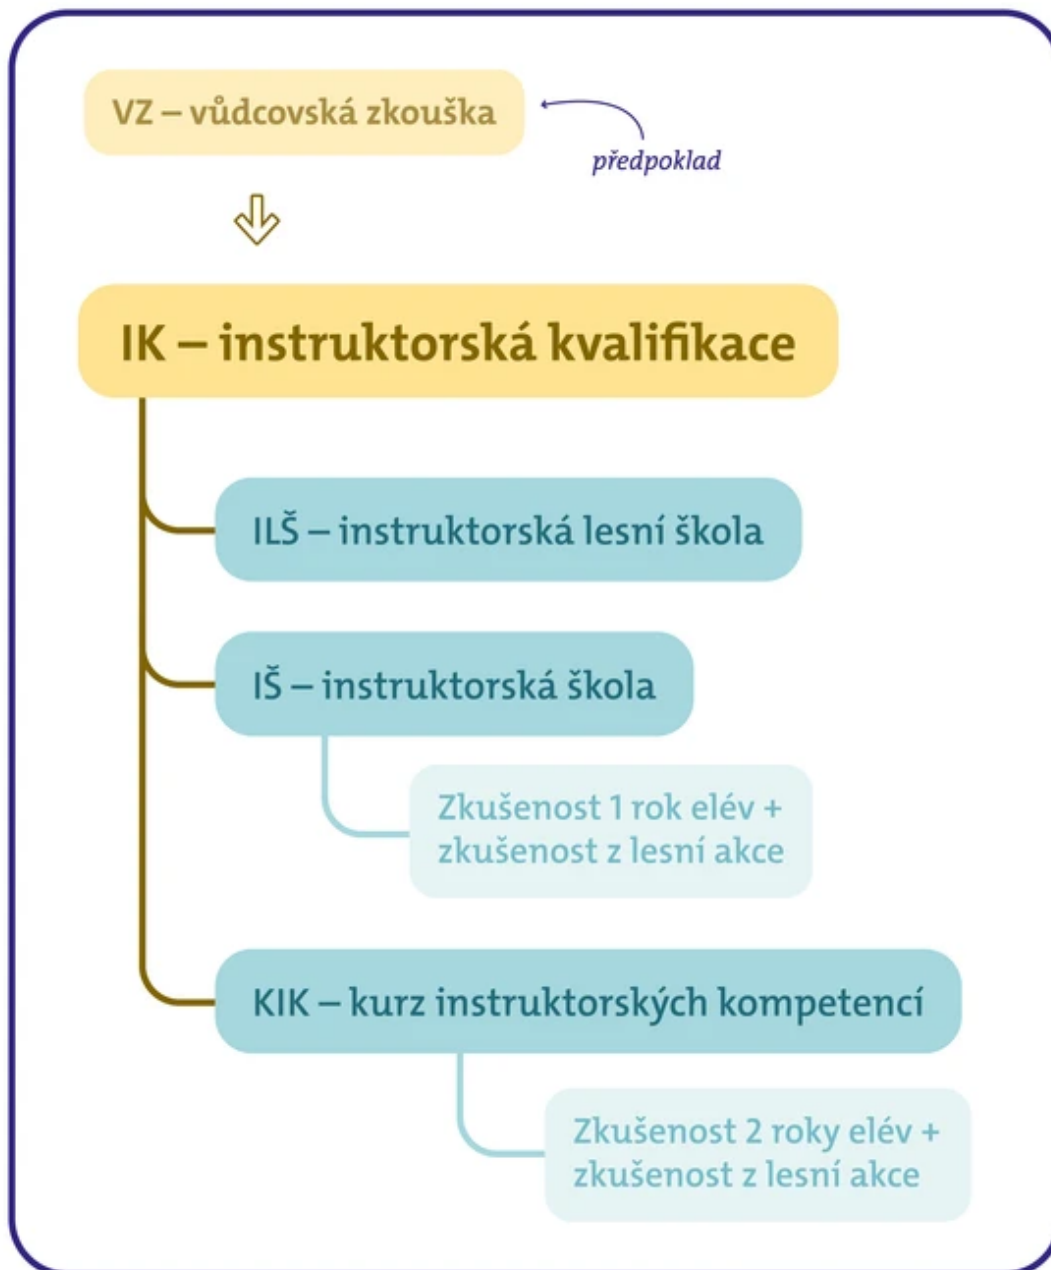 VZ – vůdcovská zkouška
předpoklad
IK – instruktorská kvalifikace
ILŠ – instruktorská lesní škola
IŠ – instruktorská škola
Zkušenost 1 rok elév +
zkušenost z lesní akce
KIK – kurz instruktorských kompetencí
Zkušenost 2 roky elév +
zkušenost z lesní akce